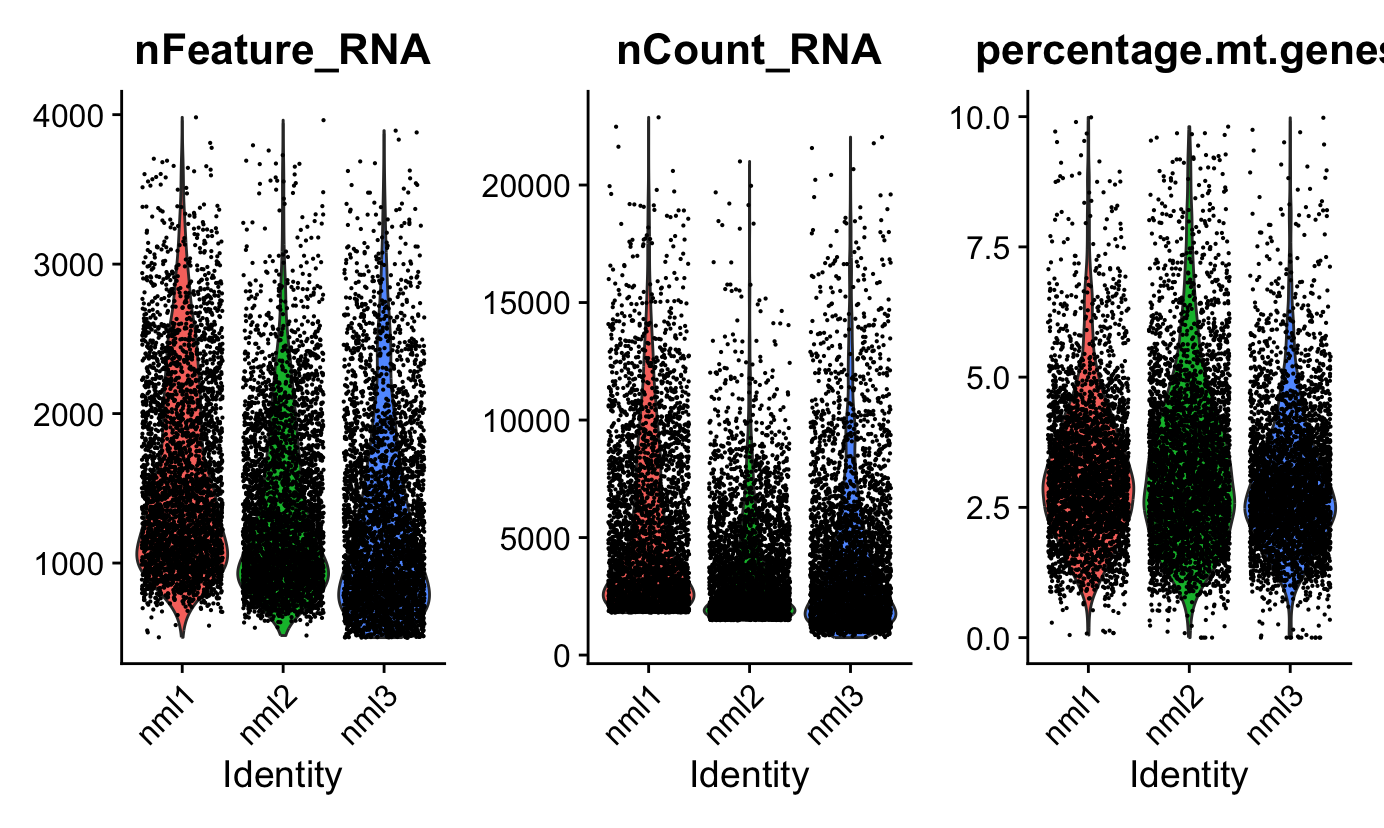 nFeature_RNA
4000
3000
2000
1000
nml1
nml2
nml3
Identity
nCount_RNA
20000
15000
10000
5000
0
nml1
nml2
nml3
Identity
percentage.mt.genes
10.0
7.5
5.0
2.5
0.0
nml1
nml2
nml3
Identity